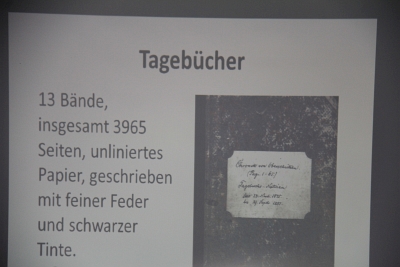 Tagebücher
13 Bände,
insgesamt 3965
Seiten, unliniertes
Papier, geschrieben
mit feiner Feder
und schwarzer
Tinte.